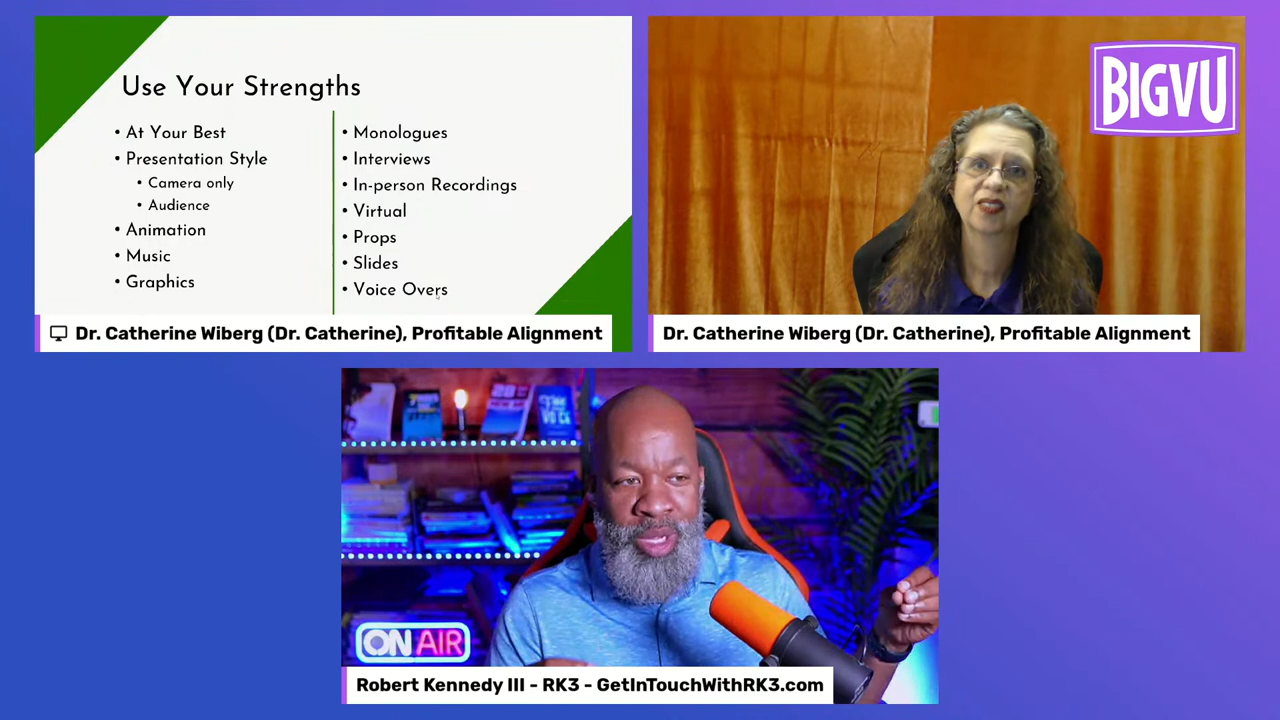 Use Your Strengths
• At Your Best
• Presentation Style
• Camera only
• Audience
• Animation
• Music
• Graphics
• Monologues
• Interviews
• In-person Recordings
• Virtual
• Props
• Slides
• Voice Overs
Dr. Catherine Wiberg (Dr. Catherine), Profitable Alignment
BIGVU
Dr. Catherine Wiberg (Dr. Catherine), Profitable Alignment
VOICE
ON AIR
Robert Kennedy III - RK3 - GetInTouchWithRK3.com